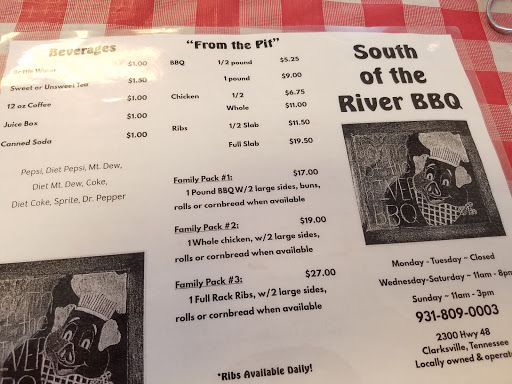 Beverages
Bottle Water $1.00
Sweet or Unsweet Tea $1.50
12 oz Coffee $1.00
Juice Box $1.00
Canned Soda $1.00
Pepsi, Diet Pepsi, Mt. Dew,
Diet Mt. Dew, Coke,
Diet Coke, Sprite, Dr. Pepper
"From the Pit"
BBQ 1/2 pound $5.25
1 pound $9.00
Chicken 1/2 $6.75
Whole $11.00
Ribs 1/2 Slab $11.50
Full Slab $19.50
Family Pack #1: $17.00
1 Pound BBQ W/2 large sides, buns,
rolls or cornbread when available
Family Pack #2: $19.00
1 Whole chicken, w/2 large sides,
rolls or cornbread when available
Family Pack #3: $27.00
1 Full Rack Ribs, w/2 large sides,
rolls or cornbread when available
*Ribs Available Daily!
South
of the
River BBQ
Monday - Tuesday ~ Closed
Wednesday-Saturday ~ 11am - 8pm
Sunday ~ 11am - 3pm
931-809-0003
2300 Hwy 48
Clarksville, Tennessee
Locally owned & operat